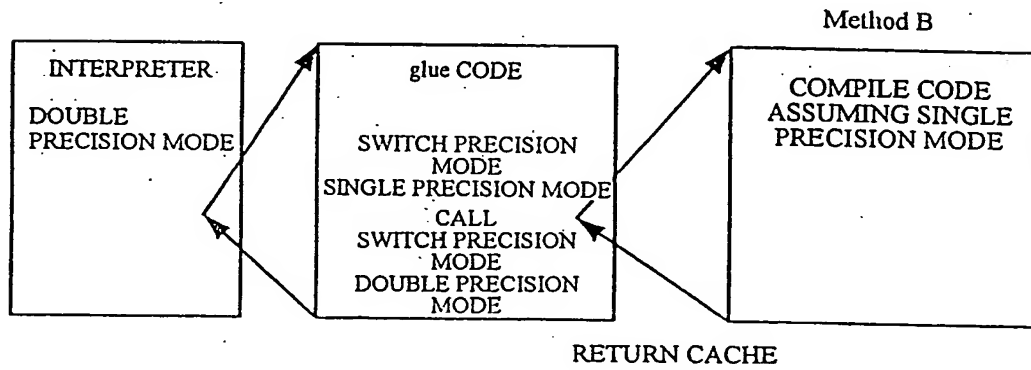 Method B
INTERPRETER
DOUBLE
PRECISION MODE
glue CODE
SWITCH PRECISION
MODE
SINGLE PRECISION MODE
CALL
SWITCH PRECISION
MODE
DOUBLE PRECISION
MODE
COMPILE CODE
ASSUMING SINGLE
PRECISION MODE
RETURN CACHE